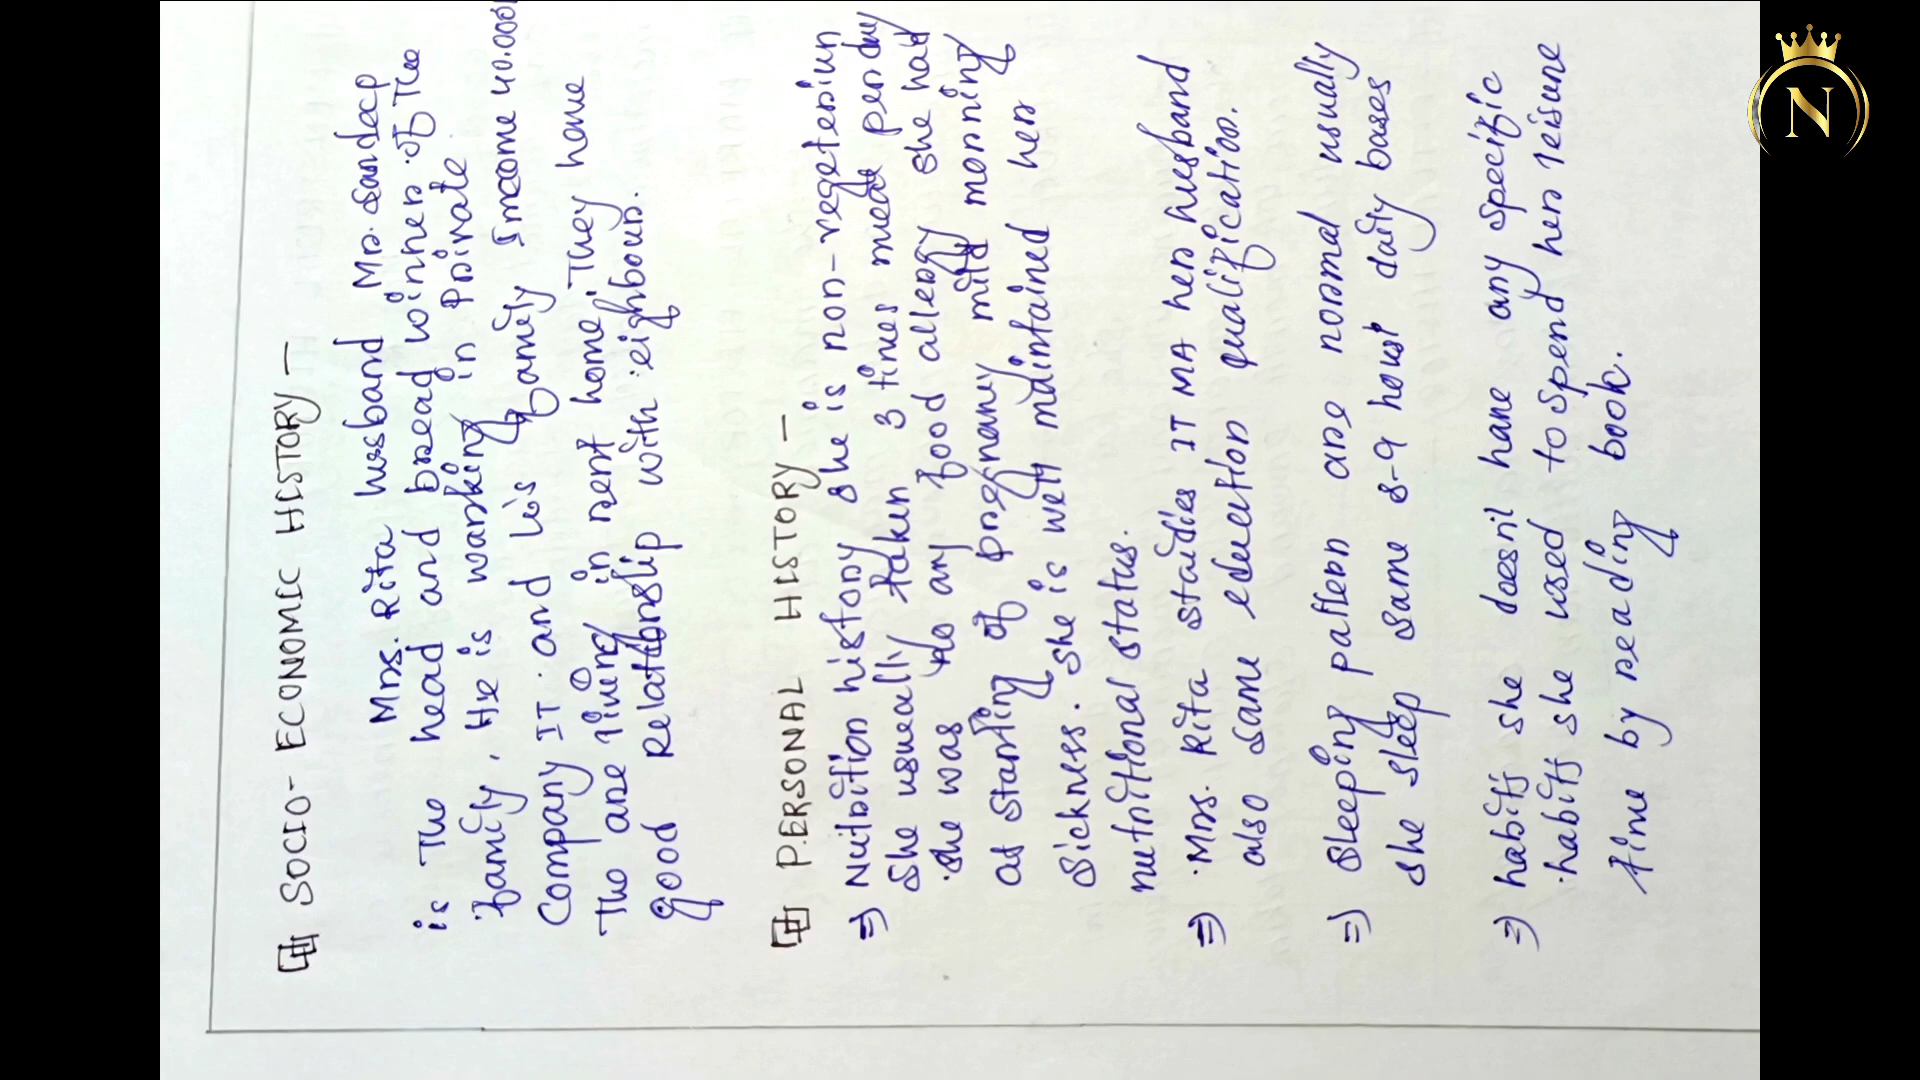 SOCIO-ECONOMIC HISTORY —
Mrs. Rita husband Mr. Sandeep
is The head and bread winner of The
family, He is working in private
Company IT and his family Income 40.000
The are living in rent home. They have
good Relationship with eighbour.
PERSONAL HISTORY —
⇒ Nutrition history she is non-vegeterian
She usually taken 3 times meal per day
She was No any food allergy she had
at starting of pregnancy mild morning
Sickness. She is well maintained her
nutritional status.
⇒ Mrs. Rita studies IT MA her husband
also same education qualification.
⇒ Sleeping pattern are normal usually
she sleep same 8-9 hour daily bases
⇒ habits she doesnt have any specific
habits she used to spend her leisure
time by reading book.
N